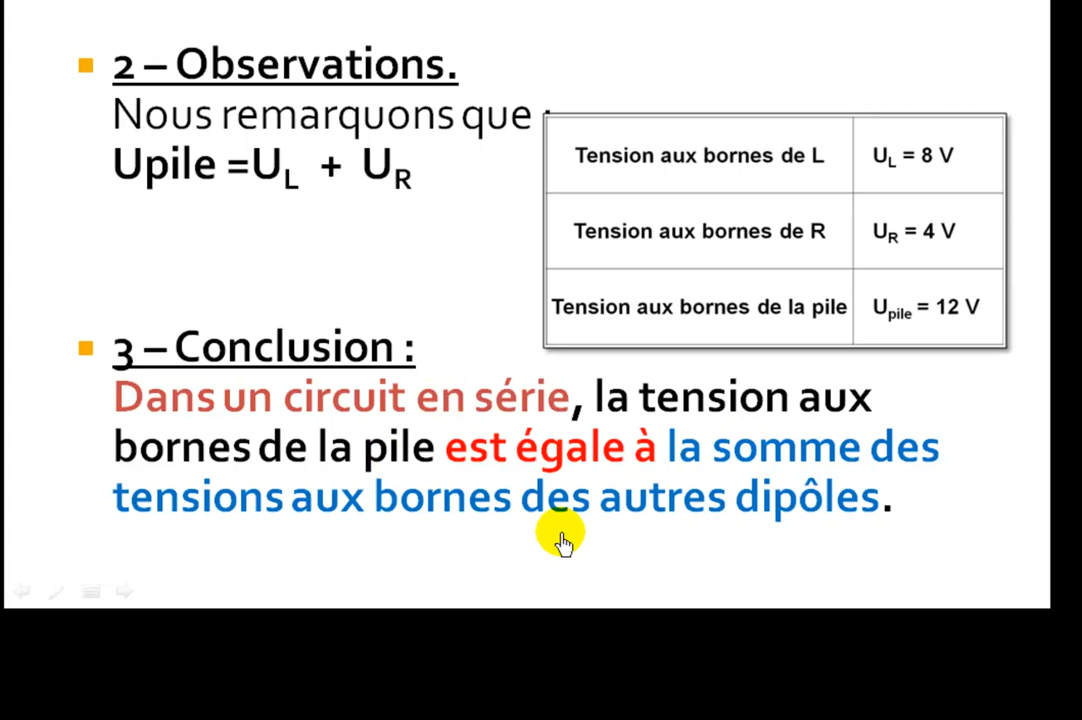 2 – Observations.
Nous remarquons que :
Upile =UL + UR
Tension aux bornes de L UL = 8 V
Tension aux bornes de R UR = 4 V
Tension aux bornes de la pile Upile = 12 V
3 – Conclusion :
Dans un circuit en série, la tension aux
bornes de la pile est égale à la somme des
tensions aux bornes des autres dipôles.